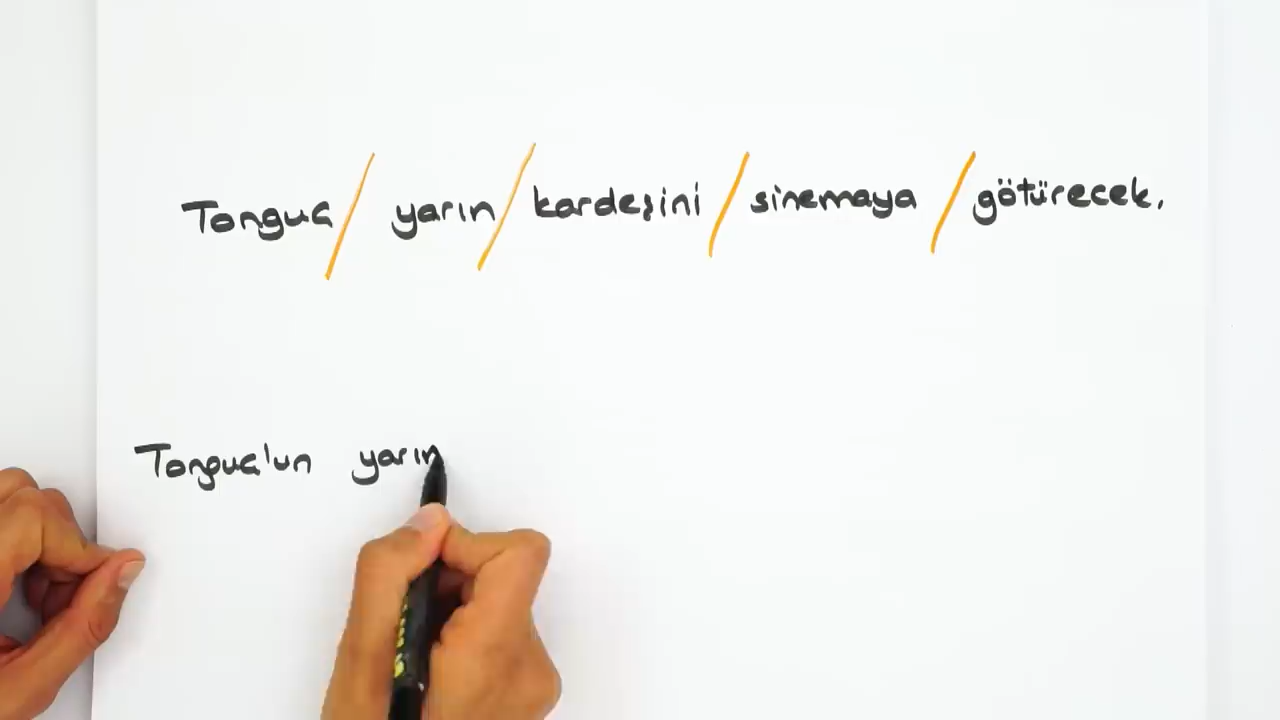 Tonguç / yarın / kardeşini / sinemaya / götürecek.
Tonguç'un yarın